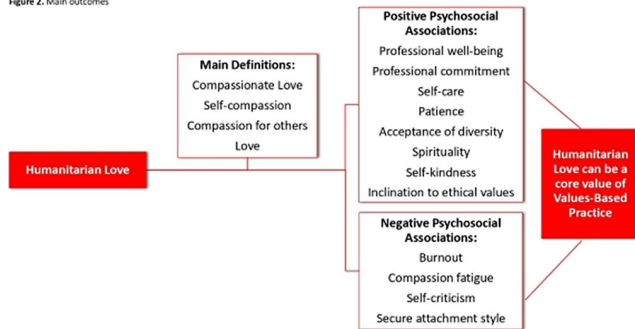 Figure 2. Main outcomes
Main Definitions:
Compassionate Love
Self-compassion
Compassion for others
Love
Humanitarian Love
Positive Psychosocial
Associations:
Professional well-being
Professional commitment
Self-care
Patience
Acceptance of diversity
Spirituality
Self-kindness
Inclination to ethical values
Negative Psychosocial
Associations:
Burnout
Compassion fatigue
Self-criticism
Secure attachment style
Humanitarian
Love can be a
core value of
Values-Based
Practice